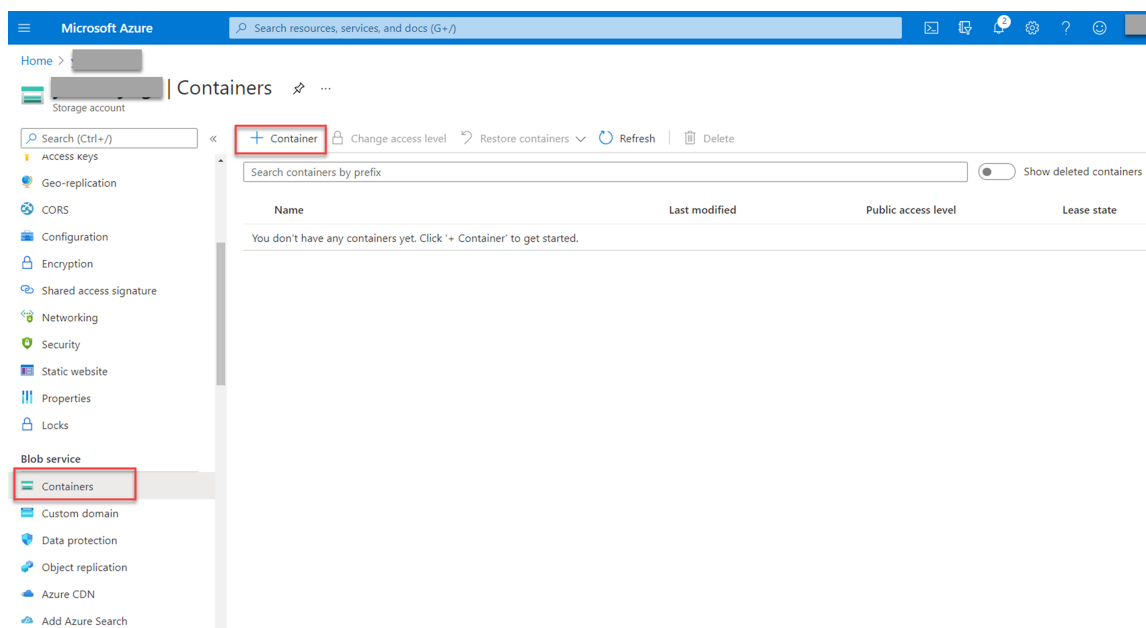 Microsoft Azure
Search resources, services, and docs (G+/)
2
Home >
| Containers
...
Storage account
Search (Ctrl+/)
«
+ Container
Change access level
Restore containers
Refresh
Delete
Access keys
Search containers by prefix
Show deleted containers
Geo-replication
Name
Last modified
Public access level
Lease state
CORS
Configuration
You don't have any containers yet. Click '+ Container' to get started.
Encryption
Shared access signature
Networking
Security
Static website
Properties
Locks
Blob service
Containers
Custom domain
Data protection
Object replication
Azure CDN
Add Azure Search